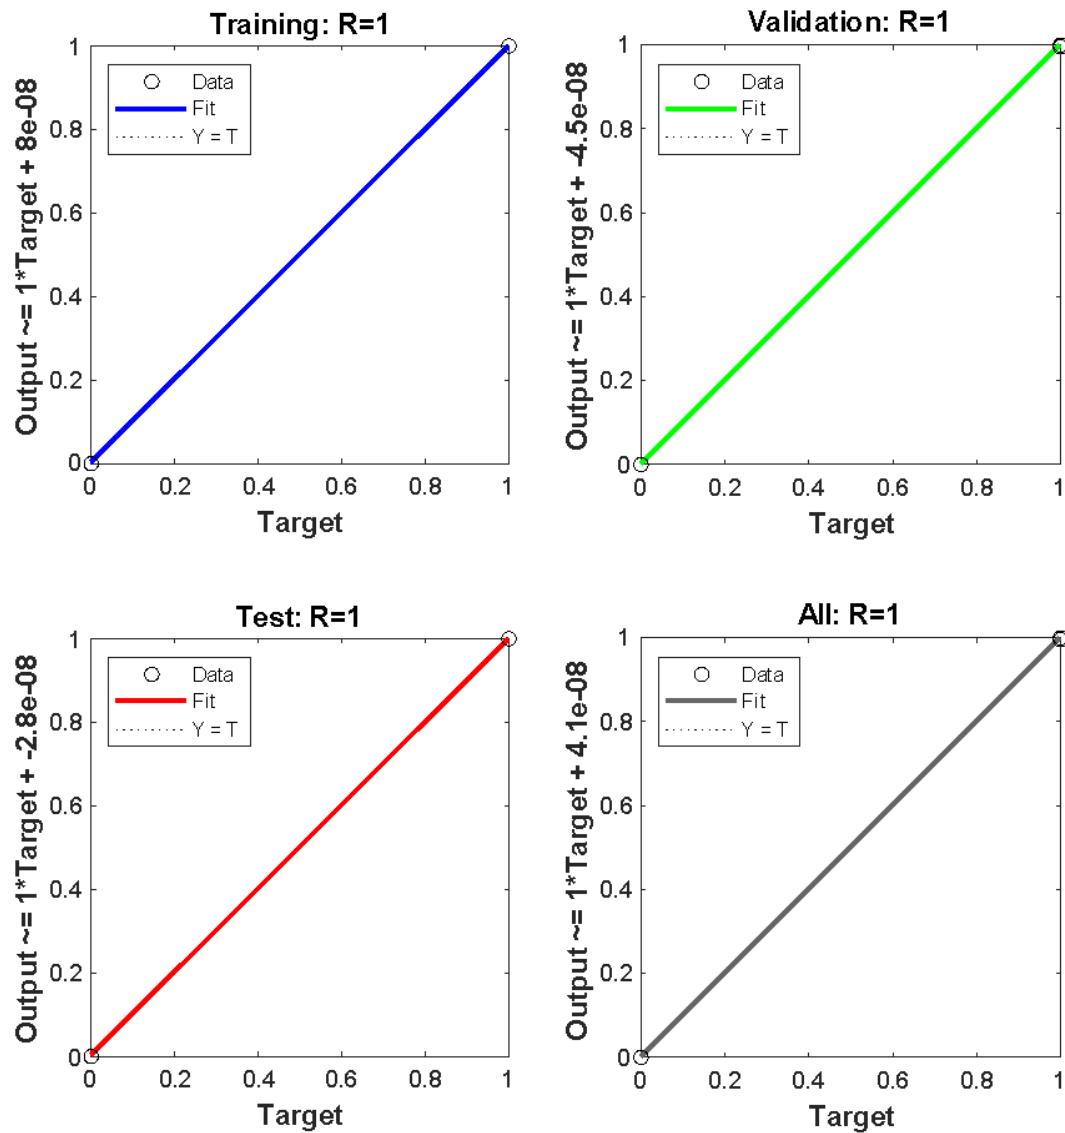 Training: R=1
Output ~= 1*Target + 8e-08
1
0.8
0.6
0.4
0.2
0
Data
Fit
Y = T
0 0.2 0.4 0.6 0.8 1
Target
Validation: R=1
Output ~= 1*Target + -4.5e-08
1
0.8
0.6
0.4
0.2
0
Data
Fit
Y = T
0 0.2 0.4 0.6 0.8 1
Target
Test: R=1
Output ~= 1*Target + -2.8e-08
1
0.8
0.6
0.4
0.2
0
Data
Fit
Y = T
0 0.2 0.4 0.6 0.8 1
Target
All: R=1
Output ~= 1*Target + 4.1e-08
1
0.8
0.6
0.4
0.2
0
Data
Fit
Y = T
0 0.2 0.4 0.6 0.8 1
Target